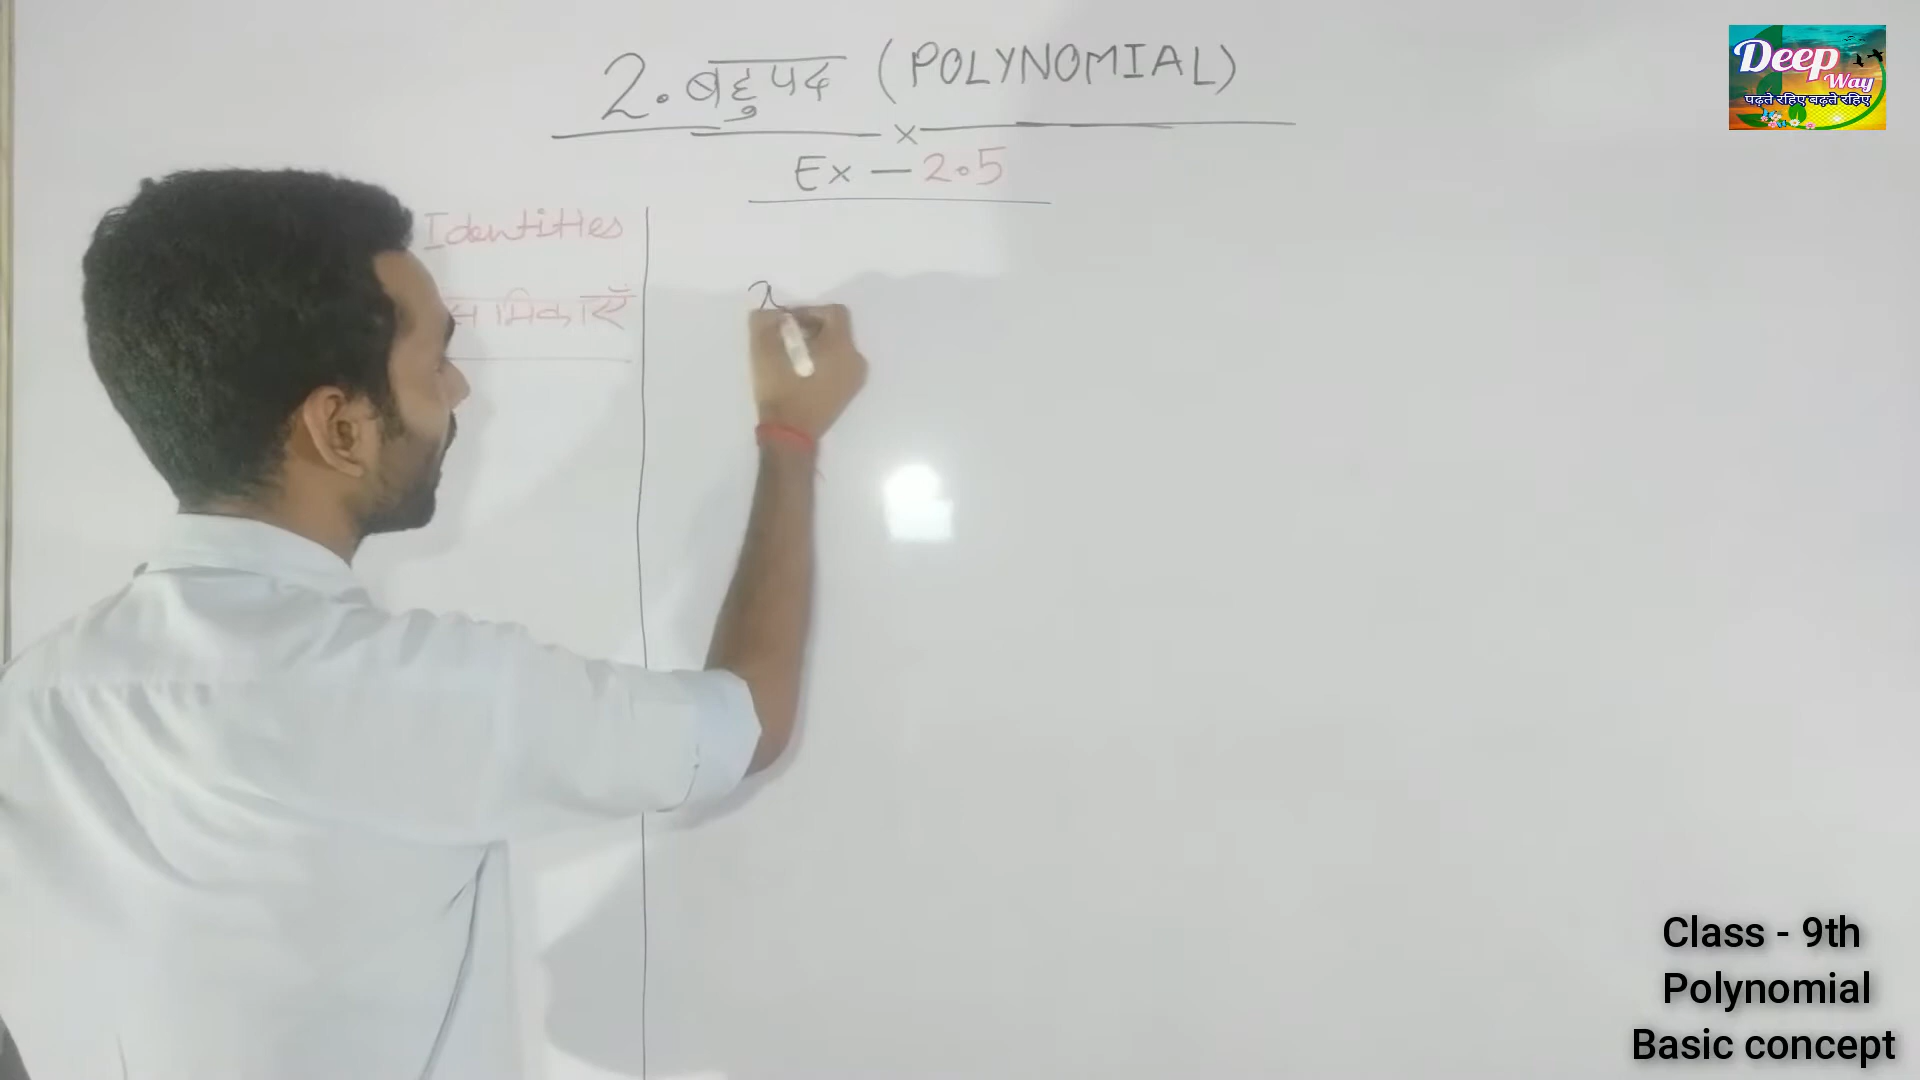 2. बहुपद (POLYNOMIAL)
x
Ex - 2.5
Identities
x
Deep
Way
पढ़ते रहिए बढ़ते रहिए
Class - 9th
Polynomial
Basic concept